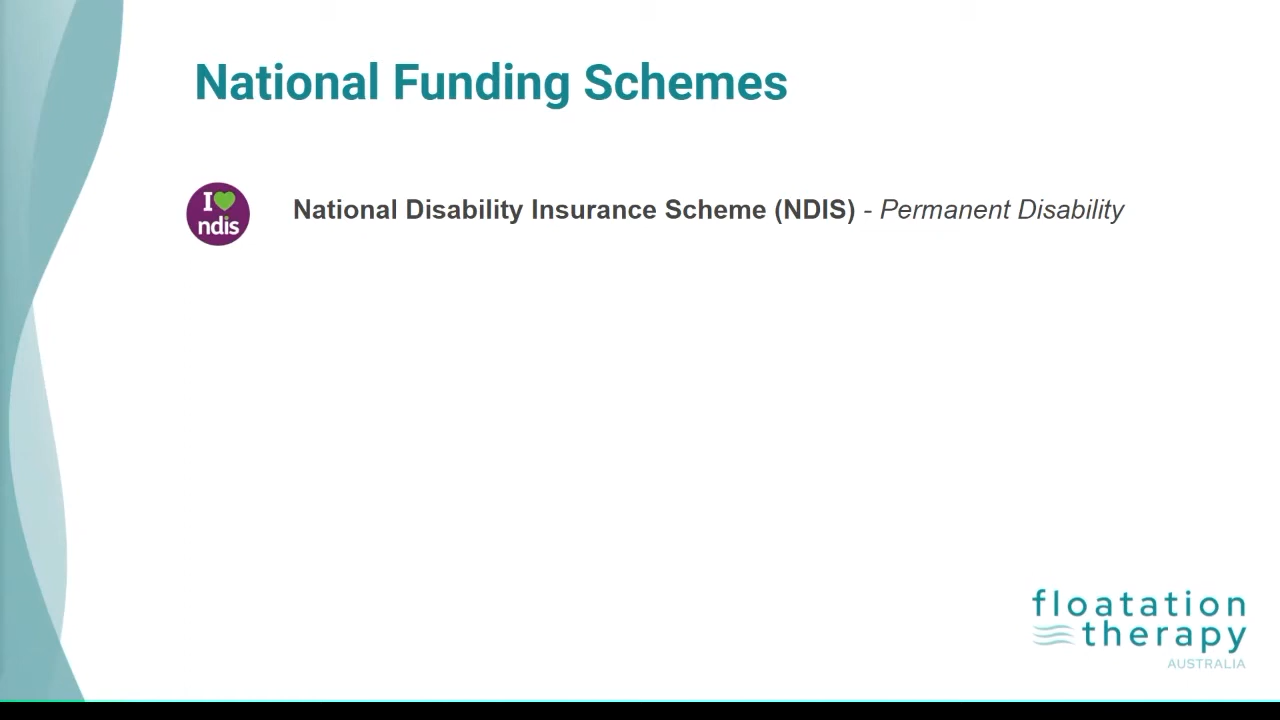 National Funding Schemes
I
ndis
National Disability Insurance Scheme (NDIS) - Permanent Disability
floatation
therapy
AUSTRALIA